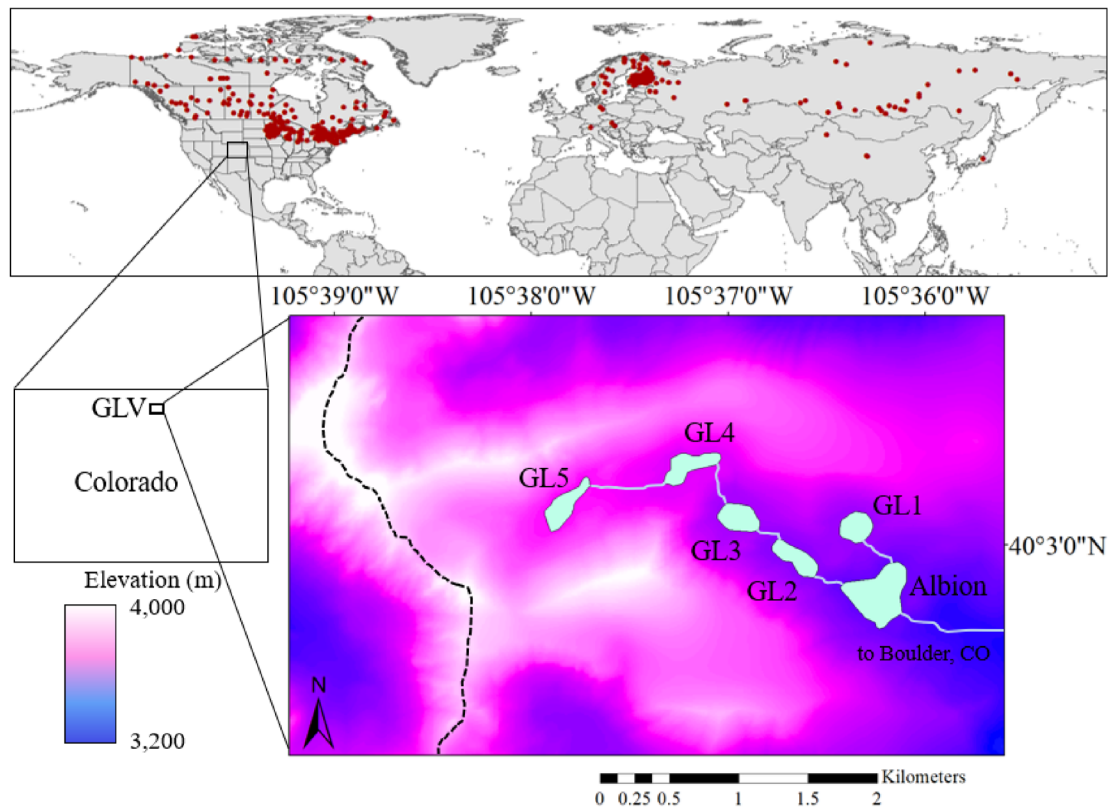 105°39'0"W 105°38'0"W 105°37'0"W 105°36'0"W
GLV
Colorado
GL4
GL5
GL1
GL3
40°3'0"N
GL2
Albion
to Boulder, CO
Elevation (m)
4,000
3,200
N
Kilometers
0 0.25 0.5 1 1.5 2